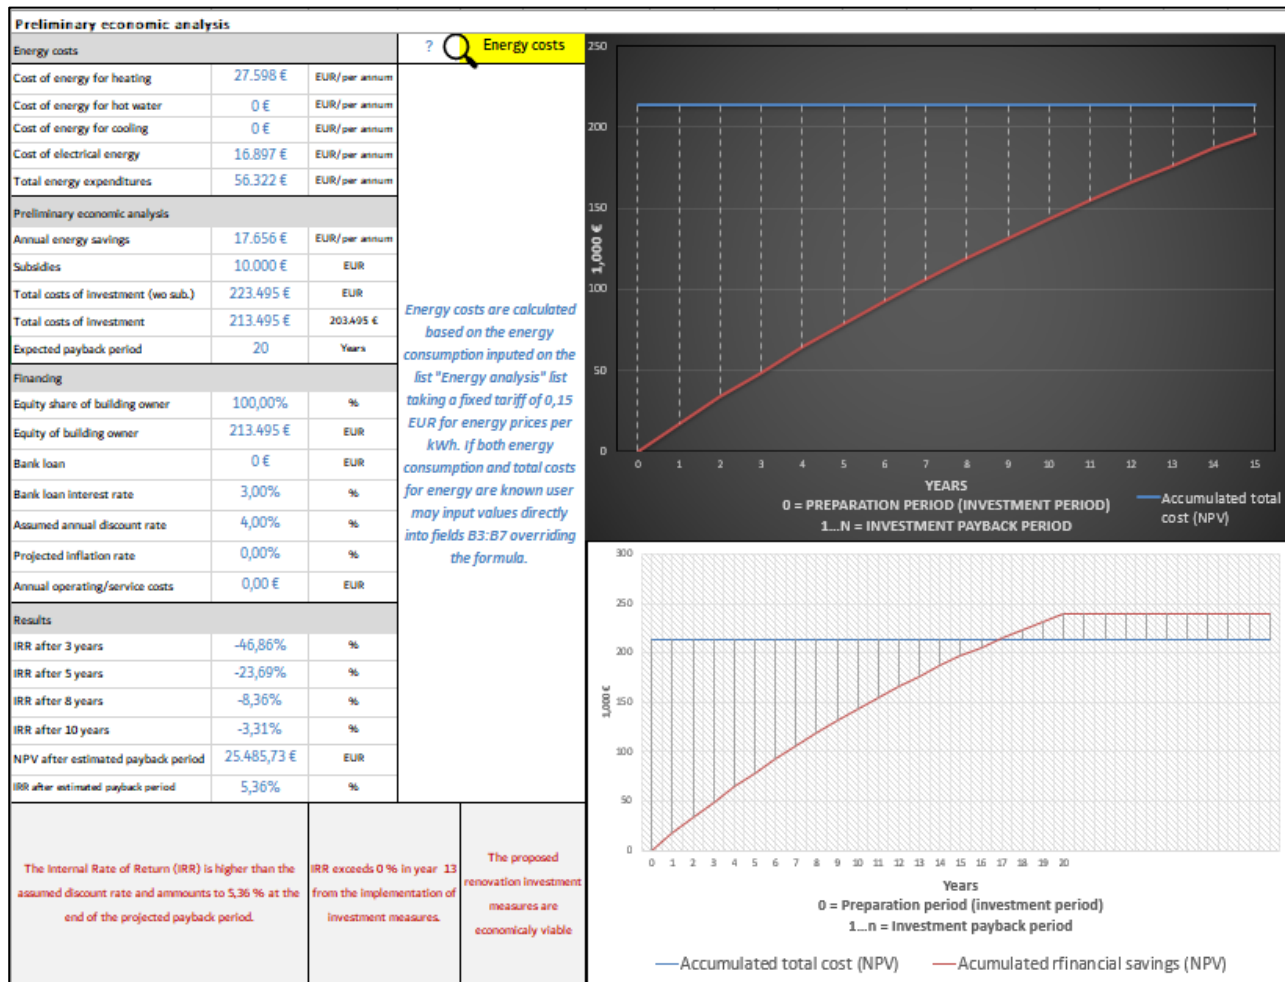 Preliminary economic analysis
Energy costs
? Energy costs
Cost of energy for heating 27.598 € EUR/per annum
Cost of energy for hot water 0 € EUR/per annum
Cost of energy for cooling 0 € EUR/per annum
Cost of electrical energy 16.897 € EUR/per annum
Total energy expenditures 56.322 € EUR/per annum
Preliminary economic analysis
Annual energy savings 17.656 € EUR/per annum
Subsidies 10.000 € EUR
Total costs of investment (wo sub.) 223.495 € EUR
Total costs of investment 213.495 € 203.495 €
Expected payback period 20 Years
Financing
Equity share of building owner 100,00% %
Equity of building owner 213.495 € EUR
Bank loan 0 € EUR
Bank loan interest rate 3,00% %
Assumed annual discount rate 4,00% %
Projected inflation rate 0,00% %
Annual operating/service costs 0,00 € EUR
Results
IRR after 3 years -46,86% %
IRR after 5 years -23,69% %
IRR after 8 years -8,36% %
IRR after 10 years -3,31% %
NPV after estimated payback period 25.485,73 € EUR
IRR after estimated payback period 5,36% %
Energy costs are calculated
based on the energy
consumption inputed on the
list "Energy analysis" list
taking a fixed tariff of 0,15
EUR for energy prices per
kWh. If both energy
consumption and total costs
for energy are known user
may input values directly
into fields B3:B7 overriding
the formula.
The Internal Rate of Return (IRR) is higher than the
assumed discount rate and ammounts to 5,36 % at the
end of the projected payback period.
IRR exceeds 0 % in year 13
from the implementation of
investment measures.
The proposed
renovation investment
measures are
economicaly viable
250
200
150
100
50
0
1,000 €
0 1 2 3 4 5 6 7 8 9 10 11 12 13 14 15
YEARS
0 = PREPARATION PERIOD (INVESTMENT PERIOD)
1...N = INVESTMENT PAYBACK PERIOD
Accumulated total
cost (NPV)
300
250
200
150
100
50
0
1,000 €
0 1 2 3 4 5 6 7 8 9 10 11 12 13 14 15 16 17 18 19 20
Years
0 = Preparation period (investment period)
1...n = Investment payback period
Accumulated total cost (NPV) Acumulated rfinancial savings (NPV)